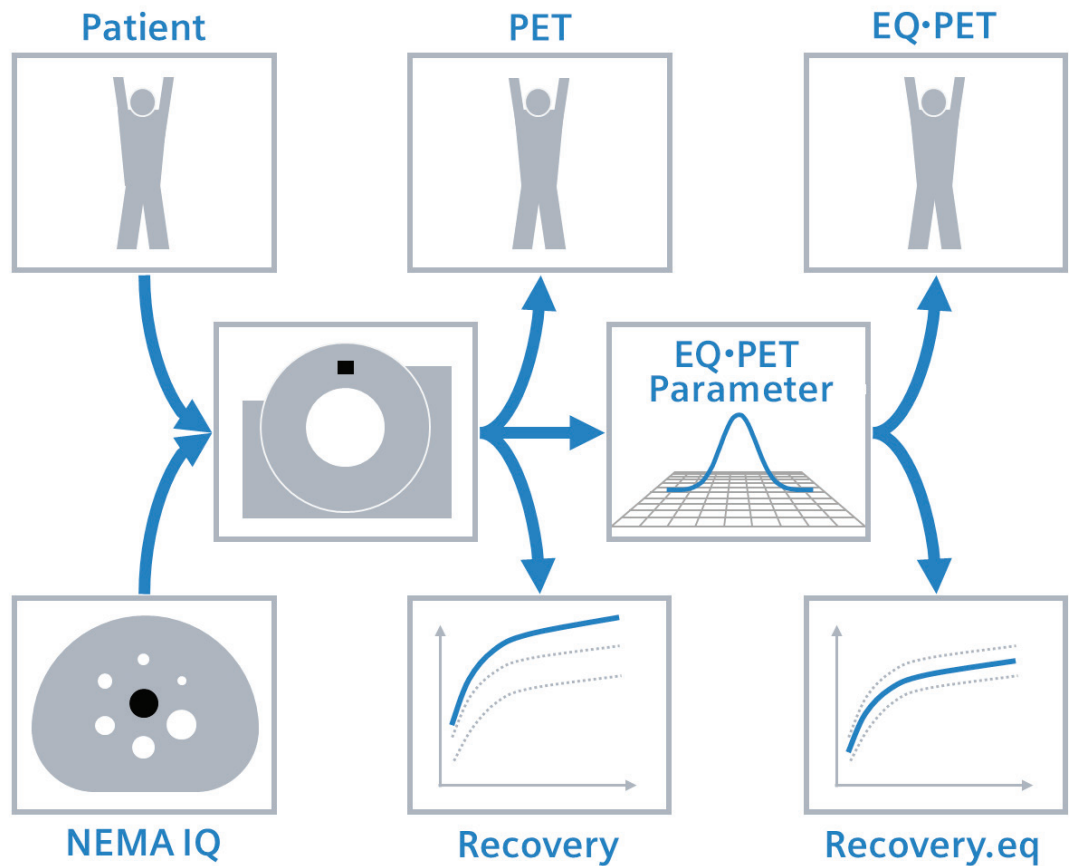 Patient
PET
EQ•PET
EQ•PET
Parameter
NEMA IQ
Recovery
Recovery.eq